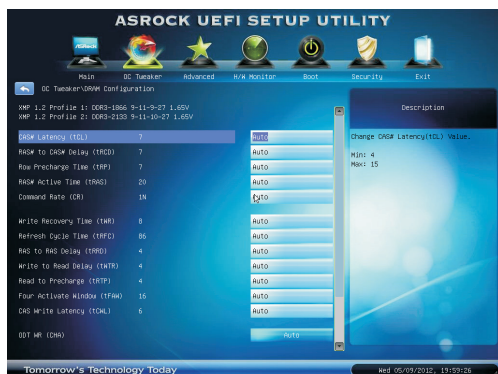 ASROCK UEFI SETUP UTILITY
ASRock
Main OC Tweaker Advanced H/W Monitor Boot Security Exit
OC Tweaker\DRAM Configuration
XMP 1.2 Profile 1: DDR3-1866 9-11-9-27 1.65V
XMP 1.2 Profile 2: DDR3-2133 9-11-10-27 1.65V
CAS# Latency (tCL) 7 Auto
RAS# to CAS# Delay (tRCD) 7 Auto
Row Precharge Time (tRP) 7 Auto
RAS# Active Time (tRAS) 20 Auto
Command Rate (CR) 1N Auto
Write Recovery Time (tWR) 8 Auto
Refresh Cycle Time (tRFC) 86 Auto
RAS to RAS Delay (tRRD) 4 Auto
Write to Read Delay (tWTR) 4 Auto
Read to Precharge (tRTP) 4 Auto
Four Activate Window (tFAW) 16 Auto
CAS Write Latency (tCWL) 6 Auto
ODT WR (CHA) Auto
Description
Change CAS# Latency(tCL) Value.
Min: 4
Max: 15
Tomorrow's Technology Today
Wed 05/09/2012, 19:59:26